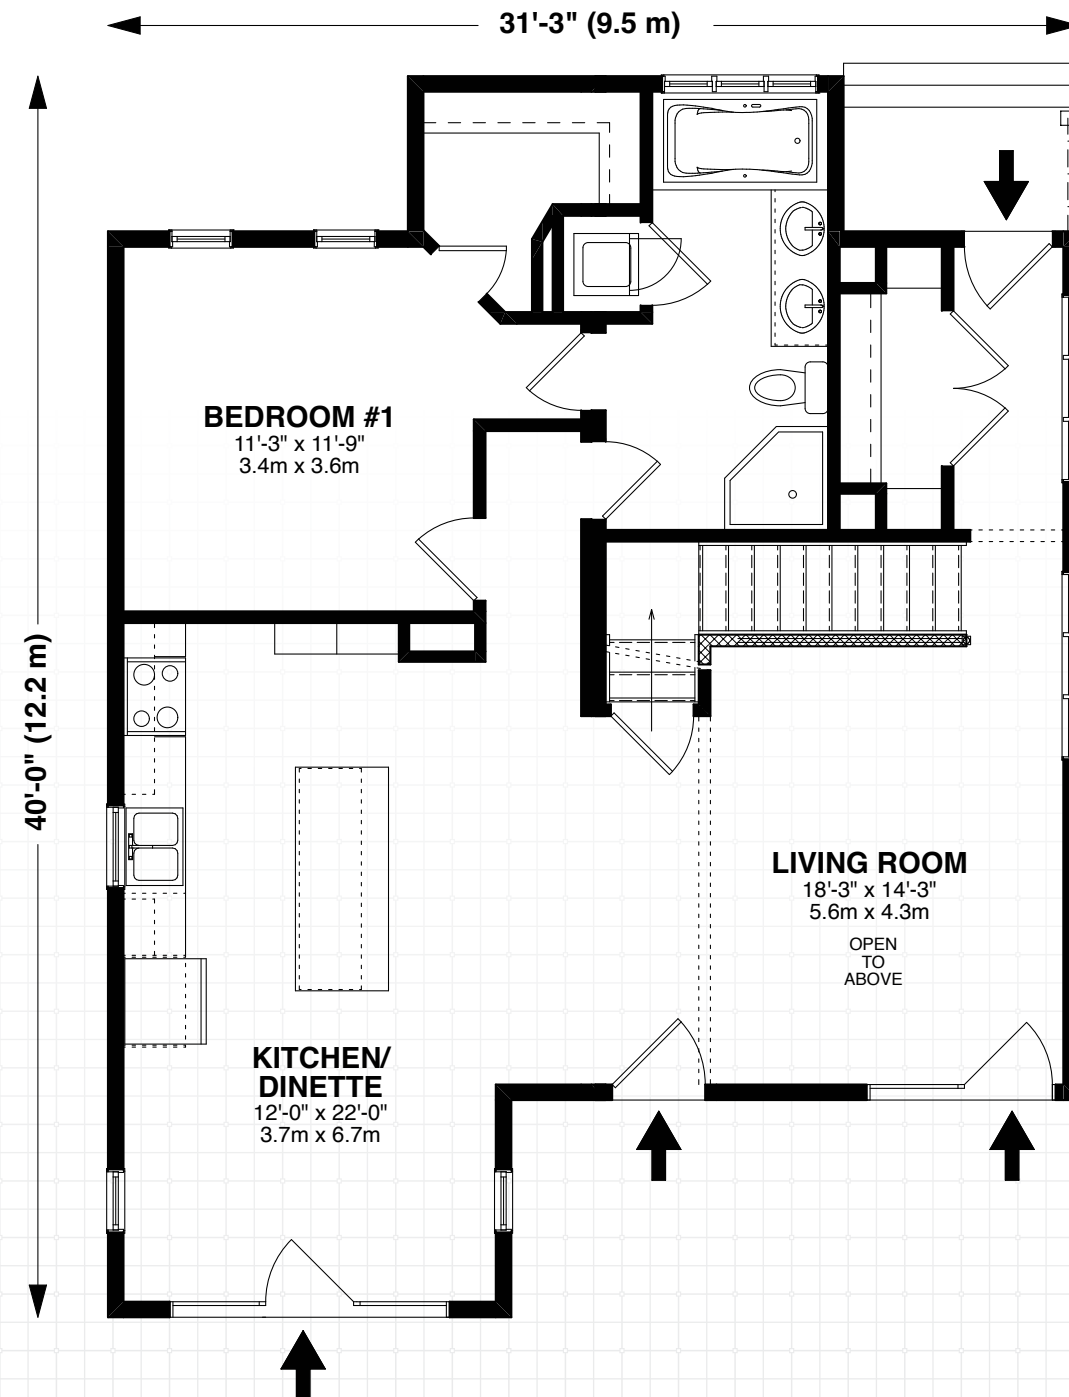 31'-3" (9.5 m)
40'-0" (12.2 m)
BEDROOM #1
11'-3" x 11'-9"
3.4m x 3.6m
LIVING ROOM
18'-3" x 14'-3"
5.6m x 4.3m
OPEN
TO
ABOVE
KITCHEN/
DINETTE
12'-0" x 22'-0"
3.7m x 6.7m